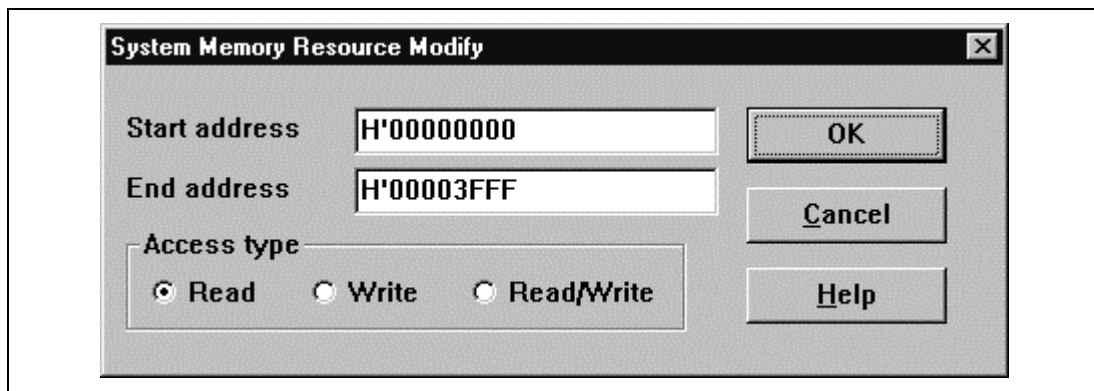 System Memory Resource Modify
Start address H'00000000 OK
End address H'00003FFF
Cancel
Access type
Read Write Read/Write Help